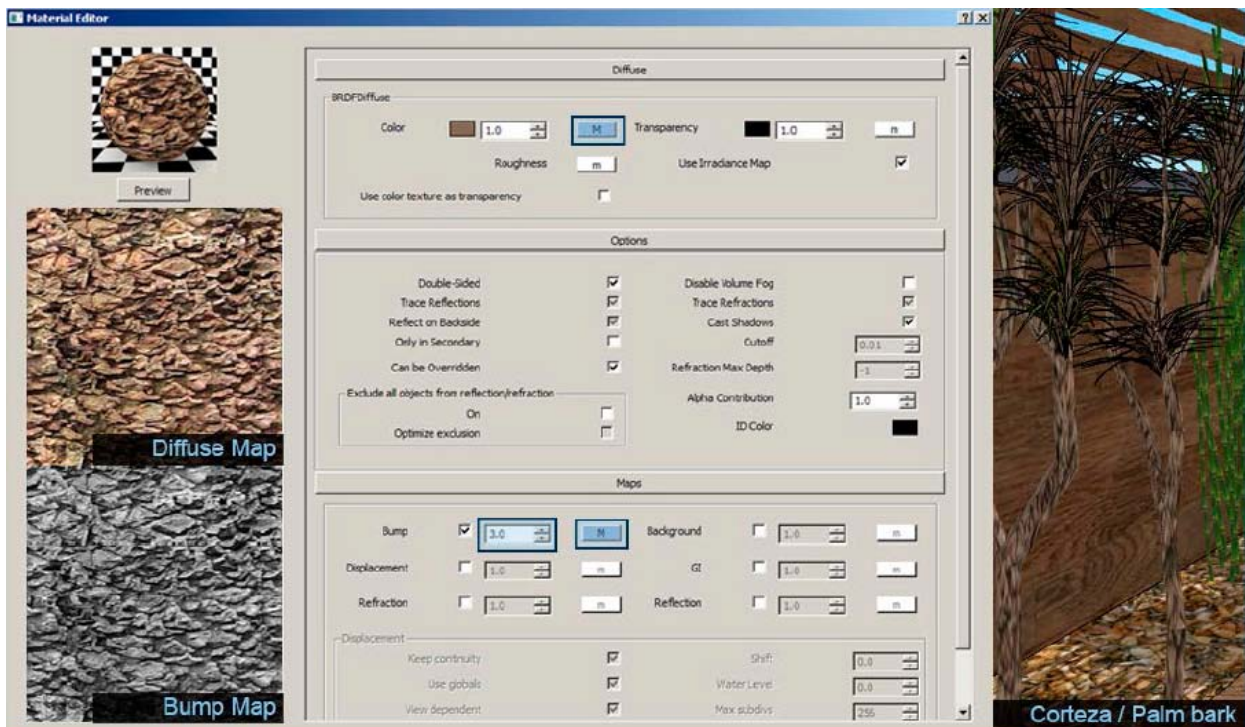 Material Editor
Diffuse
BRDFDiffuse
Color 1.0 M Transparency 1.0 m
Roughness m Use Irradiance Map
Preview
Use color texture as transparency
Options
Double-Sided Disable Volume Fog
Trace Reflections Trace Refractions
Reflect on Backside Cast Shadows
Only in Secondary Cutoff 0.01
Can be Overridden Refraction Max Depth -1
Exclude all objects from reflection/refraction
Alpha Contribution 1.0
On
ID Color
Optimize exclusion
Diffuse Map
Maps
Bump 3.0 M Background 1.0 m
Displacement 1.0 m GI 1.0 m
Refraction 1.0 m Reflection 1.0 m
Displacement
Keep continuity Shift 0.0
Use globals Water Level 0.0
View dependent Max subdivs 256
Bump Map
Corteza / Palm bark